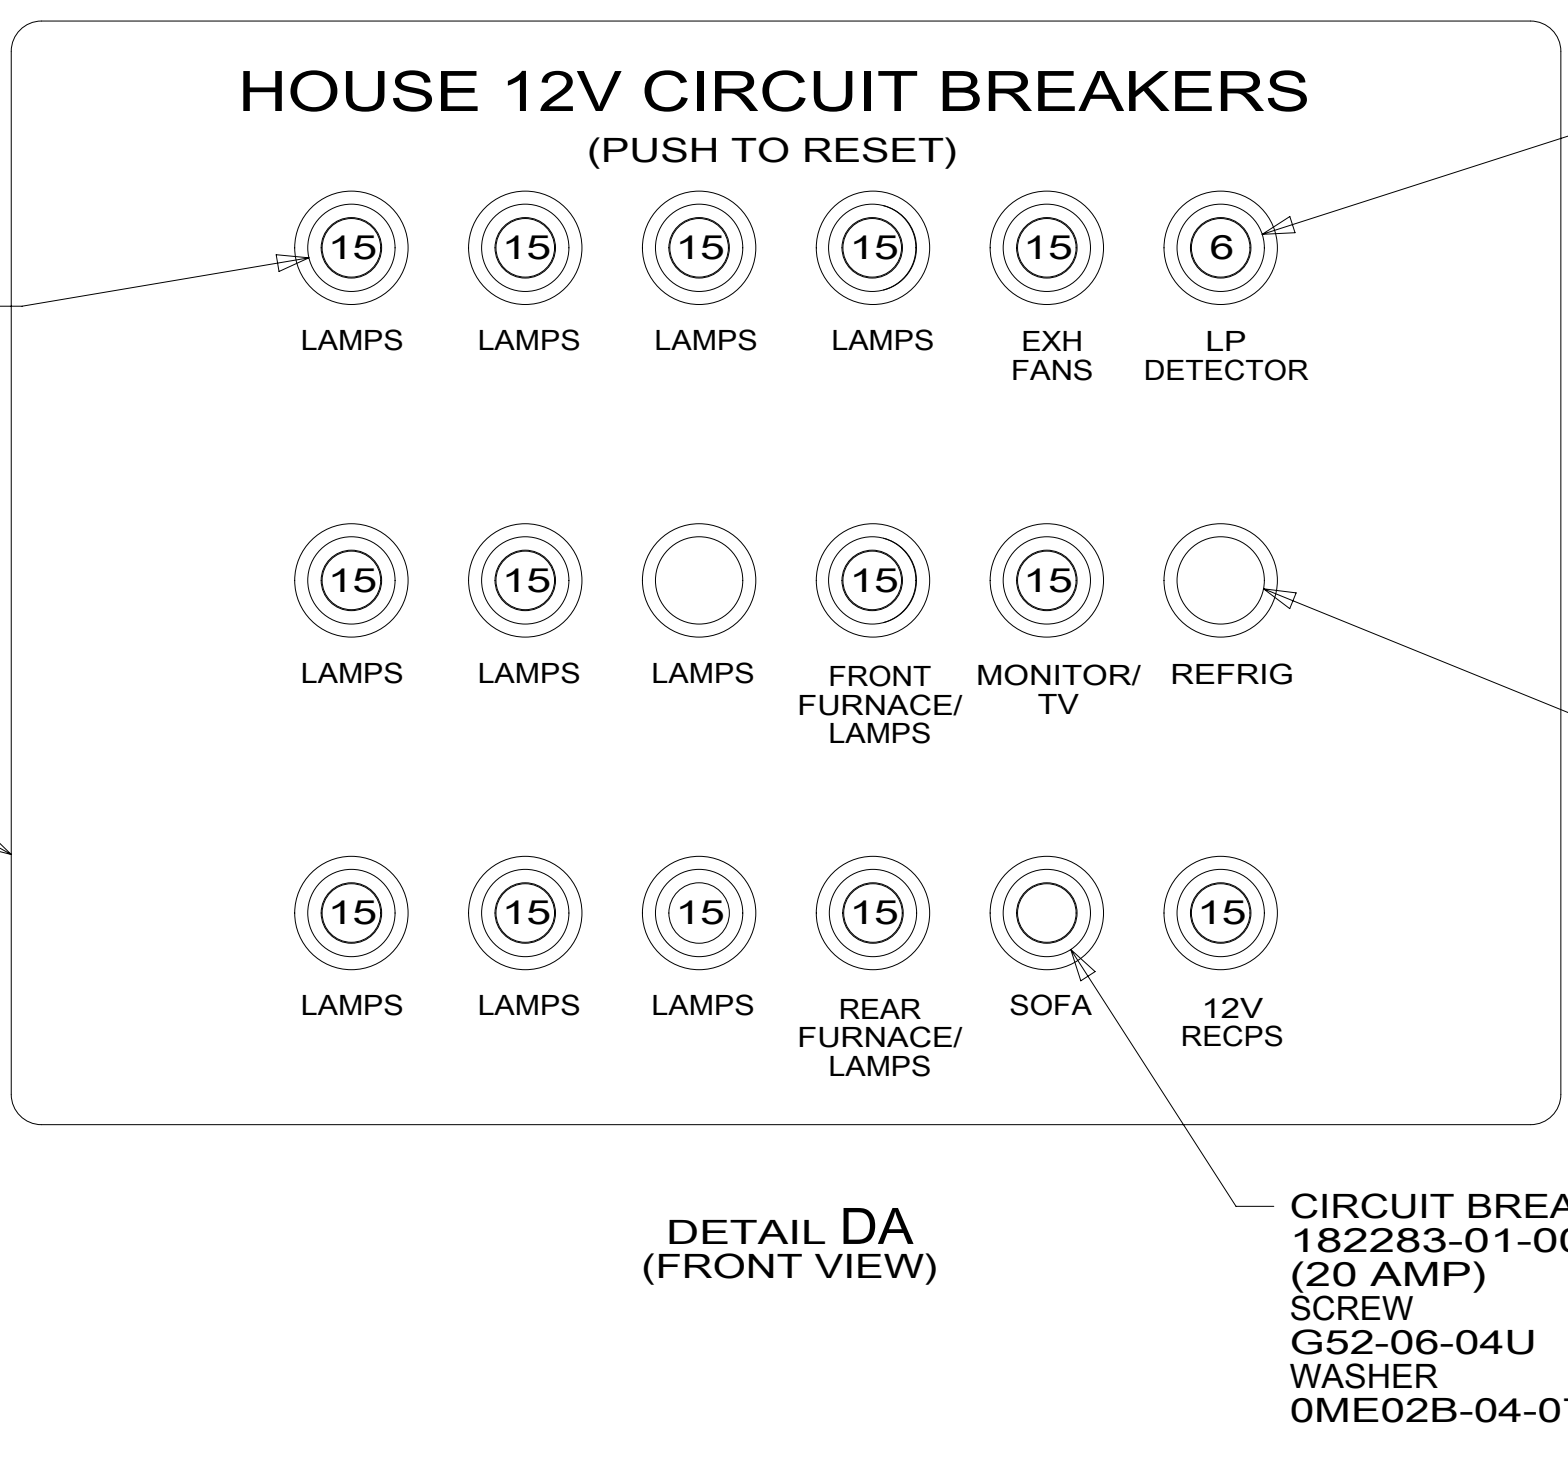 HOUSE 12V CIRCUIT BREAKERS
(PUSH TO RESET)
15 15 15 15 15 6
LAMPS LAMPS LAMPS LAMPS EXH FANS LP DETECTOR
15 15 15 15
LAMPS LAMPS LAMPS FRONT FURNACE/ LAMPS MONITOR/ TV REFRIG
15 15 15 15 15
LAMPS LAMPS LAMPS REAR FURNACE/ LAMPS SOFA 12V RECPS
DETAIL DA
(FRONT VIEW)
CIRCUIT
(20 AMP)
SCREW
G52-06-04U
WASHER